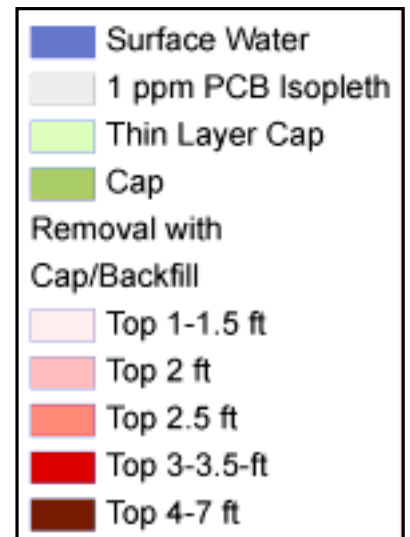 Surface Water
1 ppm PCB Isopleth
Thin Layer Cap
Cap
Removal with
Cap/Backfill
Top 1-1.5 ft
Top 2 ft
Top 2.5 ft
Top 3-3.5-ft
Top 4-7 ft